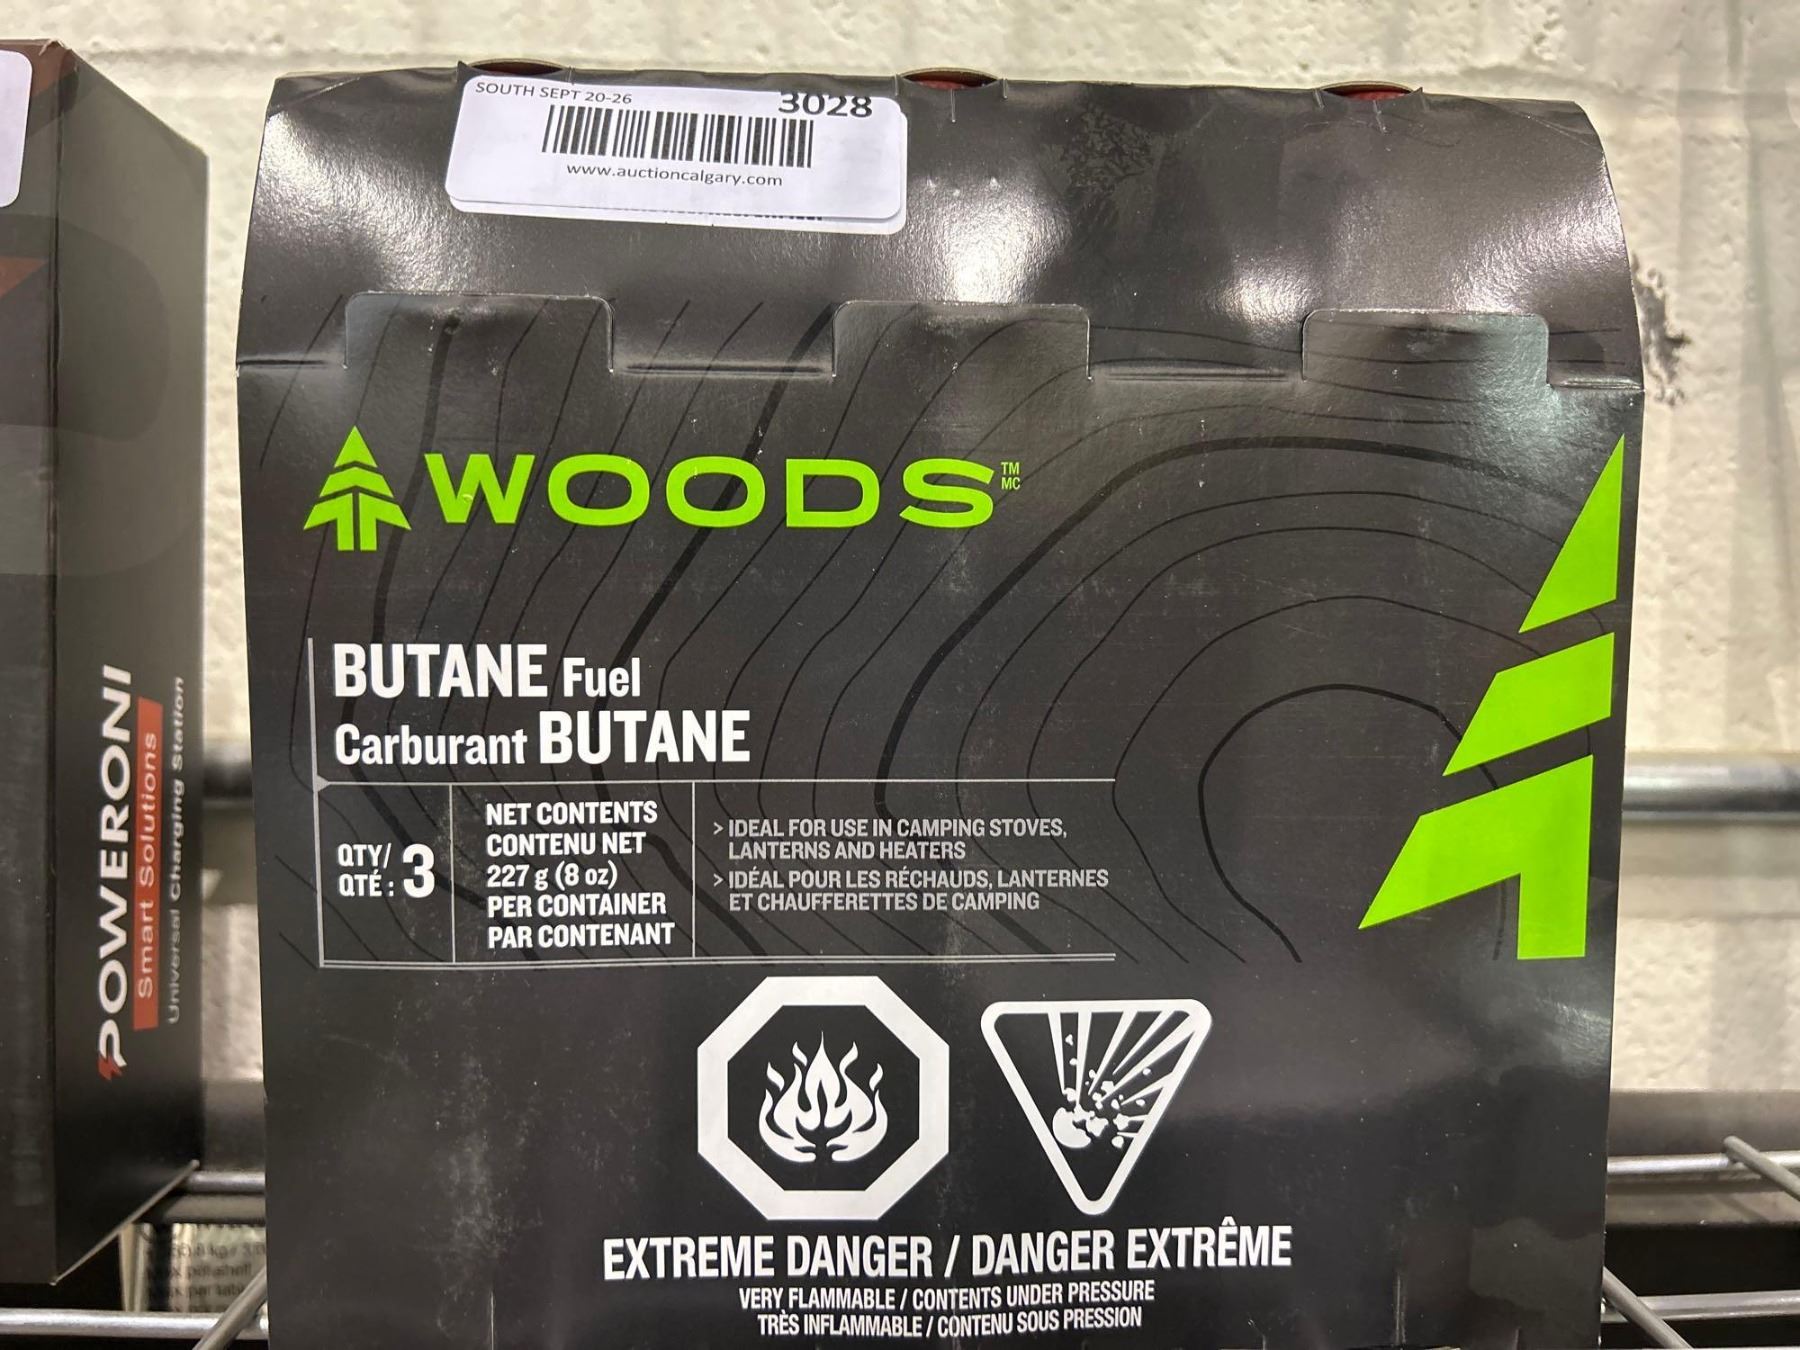 SOUTH SEPT 20-26
3028
www.auctioncalgary.com
WOODS
TM
MC
BUTANE Fuel
Carburant BUTANE
QTY/
QTÉ : 3
NET CONTENTS
CONTENU NET
227 g (8 oz)
PER CONTAINER
PAR CONTENANT
> IDEAL FOR USE IN CAMPING STOVES,
LANTERNS AND HEATERS
> IDÉAL POUR LES RÉCHAUDS, LANTERNES
ET CHAUFFERETTES DE CAMPING
EXTREME DANGER / DANGER EXTRÊME
VERY FLAMMABLE / CONTENTS UNDER PRESSURE
TRÈS INFLAMMABLE / CONTENU SOUS PRESSION
POWERONI
Smart Solutions
Universal Charging Station